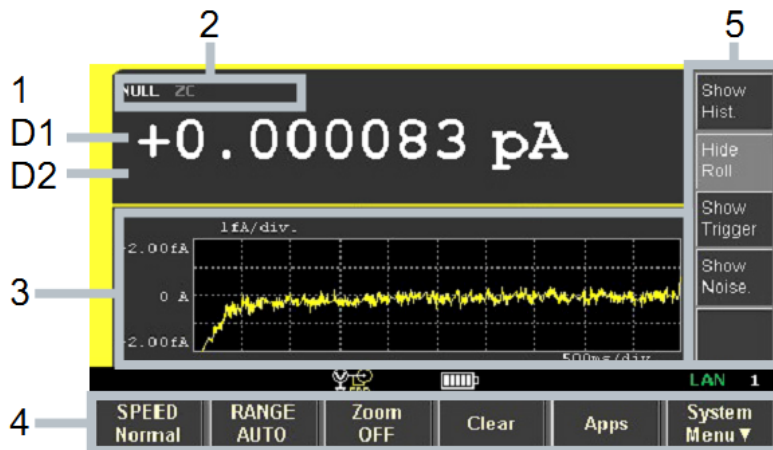 2
5
1
NULL ZC
D1
+0.000083 pA
D2
Show
Hist.
Hide
Roll
Show
Trigger
Show
Noise.
3
1fA/div.
2.00fA
0 A
2.00fA
500ms/div.
LAN 1
4
SPEED
Normal
RANGE
AUTO
Zoom
OFF
Clear
Apps
System
Menu▼